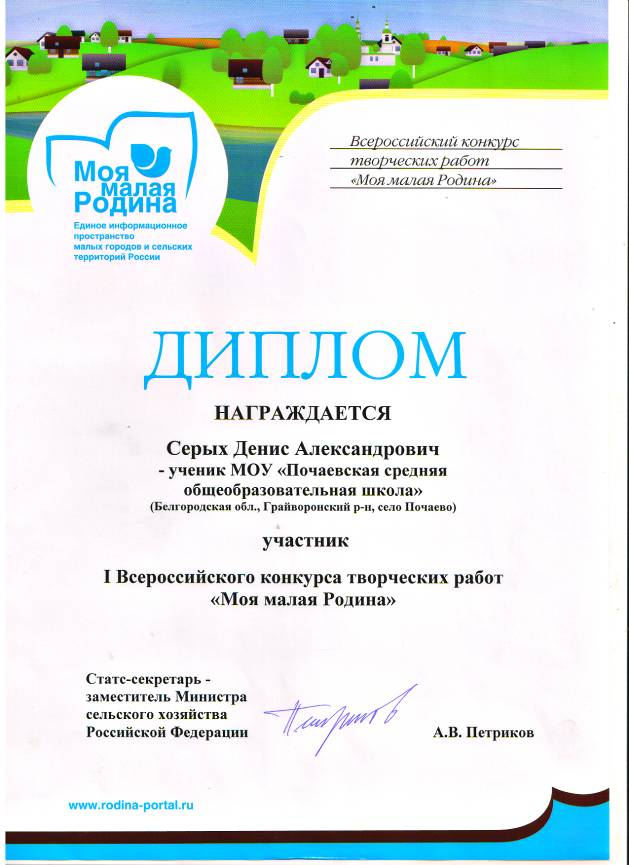 Всероссийский конкурс
творческих работ
«Моя малая Родина»
Моя
малая
Родина
Единое информационное
пространство
малых городов и сельских
территорий России
ДИПЛОМ
НАГРАЖДАЕТСЯ
Серых Денис Александрович
- ученик МОУ «Почаевская средняя
общеобразовательная школа»
(Белгородская обл., Грайворонский р-н, село Почаево)
участник
I Всероссийского конкурса творческих работ
«Моя малая Родина»
Статс-секретарь -
заместитель Министра
сельского хозяйства
Российской Федерации
А.В. Петриков
www.rodina-portal.ru